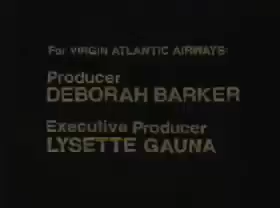 For VIRGIN ATLANTIC AIRWAYS:
Producer
DEBORAH BARKER
Executive Producer
LYSETTE GAUNA